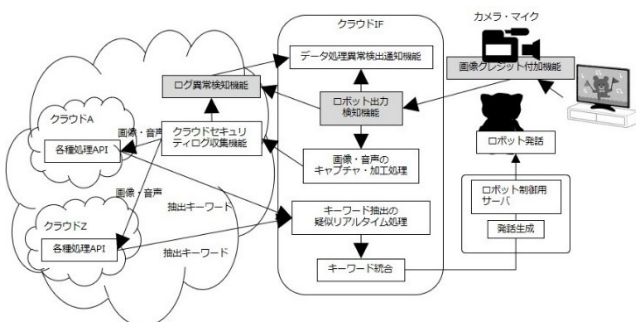 クラウドIF
カメラ・マイク
データ処理異常検出通知機能
画像クレジット付加機能
ログ異常検知機能
ロボット出力
検知機能
クラウドA
画像・音声
クラウドセキュリ
ティログ収集機能
各種処理API
画像・音声の
キャプチャ・加工処理
ロボット発話
画像・音声
抽出キーワード
キーワード抽出の
疑似リアルタイム処理
ロボット制御用
サーバ
クラウドZ
発話生成
各種処理API
抽出キーワード
キーワード統合